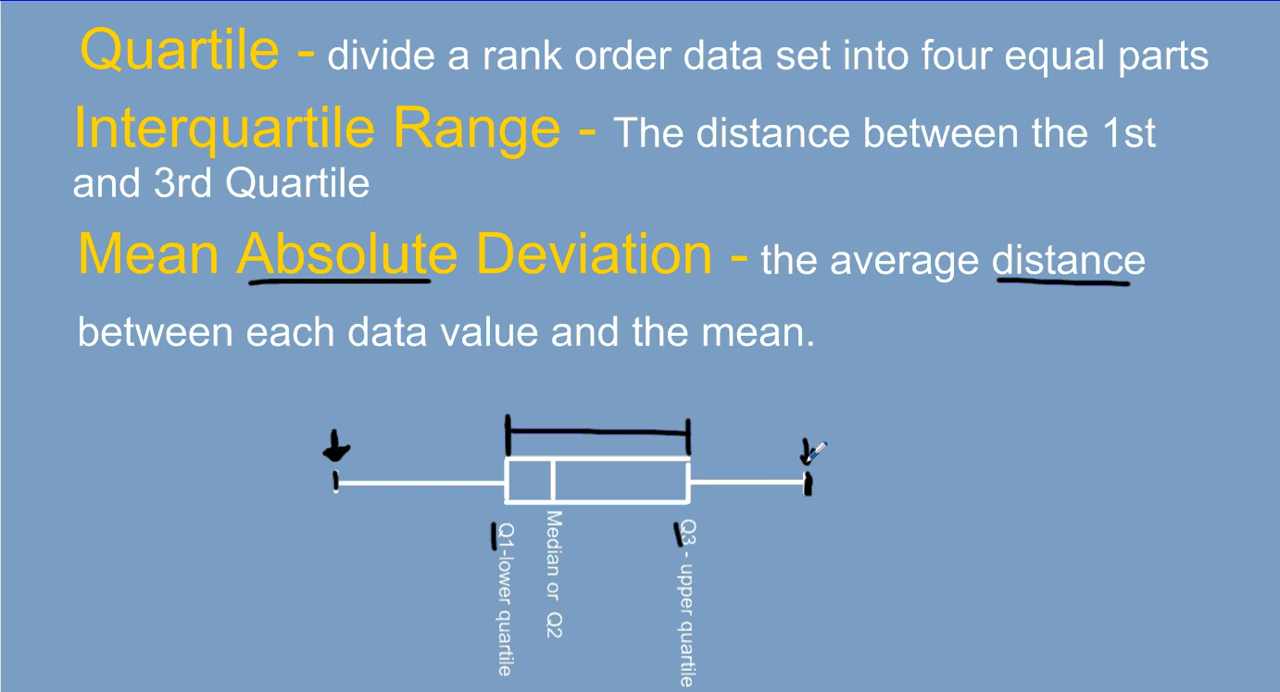 Quartile - divide a rank order data set into four equal parts
Interquartile Range - The distance between the 1st
and 3rd Quartile
Mean Absolute Deviation - the average distance
between each data value and the mean.
Q1-lower quartile
Median or Q2
Q3 - upper quartile